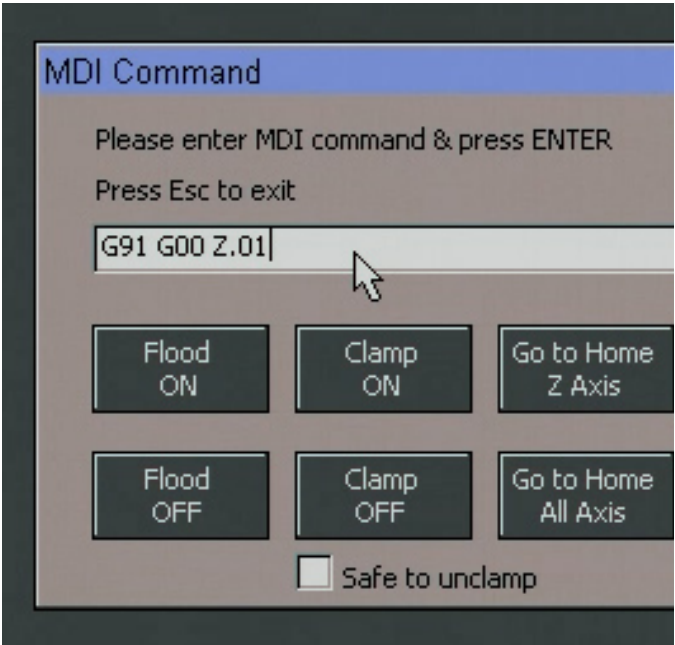 MDI Command
Please enter MDI command & press ENTER
Press Esc to exit
G91 G00 Z.01
Flood
ON
Clamp
ON
Go to Home
Z Axis
Flood
OFF
Clamp
OFF
Go to Home
All Axis
Safe to unclamp